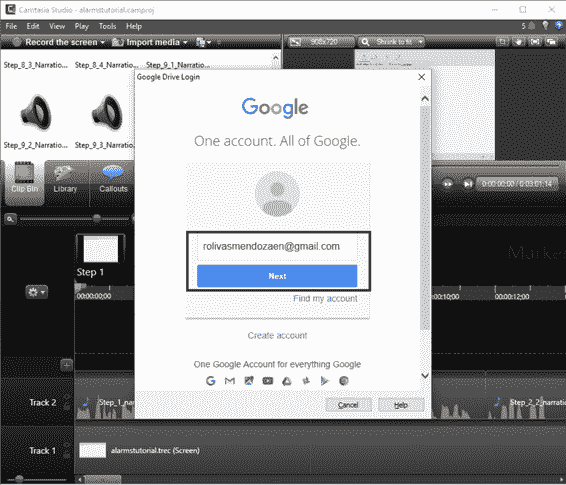 Camtasia Studio - alarmstutorial.camproj
File Edit View Play Tools Help
5
Record the screen Import media
908x720 Shrink to fit
Step_8_3_Narratio... Step_8_4_Narratio... Step_9_1_Narratio...
Step_9_2_Narratio... Step_9_3_Narratio...
Clip Bin Library Callouts
0:00:00;00 / 0:03:01;14
Step 1
00:00:00;00
00:00:10;00 00:00:12;00
Track 2 Step_1_nar
Step_2_2_narration
Track 1 alarmstutorial.trec (Screen)
Google Drive Login
Google
One account. All of Google.
rolivasmendozaen@gmail.com
Next
Find my account
Create account
One Google Account for everything Google
Cancel Help